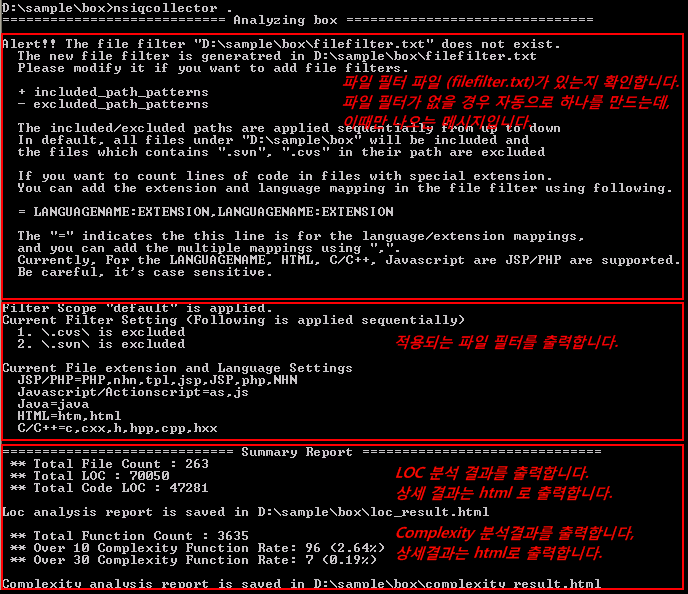 D:\sample\box>nsiqcollector .
============================ Analyzing box ===============================
Alert!! The file filter "D:\sample\box\filefilter.txt" does not exist.
The new file filter is generatred in D:\sample\box\filefilter.txt
Please modify it if you want to add file filters.
파일 필터 파일 (filefilter.txt)가 있는지 확인합니다.
+ included_path_patterns
- excluded_path_patterns
파일 필터가 없을 경우 자동으로 하나를 만드는데,
이때만 나오는 메시지입니다.
The included/excluded paths are applied sequentially from up to down
In default, all files under "D:\sample\box" will be included and
the files which contains ".svn", ".cvs" in their path are excluded
If you want to count lines of code in files with special extension.
You can add the extension and language mapping in the file filter using following.
= LANGUAGENAME:EXTENSION,LANGUAGENAME:EXTENSION
The "=" indicates the this line is for the language/extension mappings,
and you can add the multiple mappings using ",".
Currently, For the LANGUAGENAME, HTML, C/C++, Javascript are JSP/PHP are supported.
Be careful, it's case sensitive.
Filter Scope "default" is applied.
Current Filter Setting (Following is applied sequentially)
1. \.cvs\ is excluded
2. \.svn\ is excluded
적용되는 파일 필터를 출력합니다.
Current File extension and Language Settings
JSP/PHP=PHP,nhn,tpl,jsp,JSP,php,NHN
Javascript/Actionscript=as,js
Java=java
HTML=htm,html
C/C++=c,cxx,h,hpp,cpp,hxx
============================== Summary Report ==============================
** Total File Count : 263
** Total LOC : 70050
** Total Code LOC : 47281
LOC 분석 결과를 출력합니다.
상세 결과는 html 로 출력합니다.
Loc analysis report is saved in D:\sample\box\loc_result.html
** Total Function Count : 3635
** Over 10 Complexity Function Rate: 96 (2.64%)
** Over 30 Complexity Function Rate: 7 (0.19%)
Complexity 분석결과를 출력합니다,
상세결과는 html로 출력합니다.
Complexity analysis report is saved in D:\sample\box\complexity_result.html